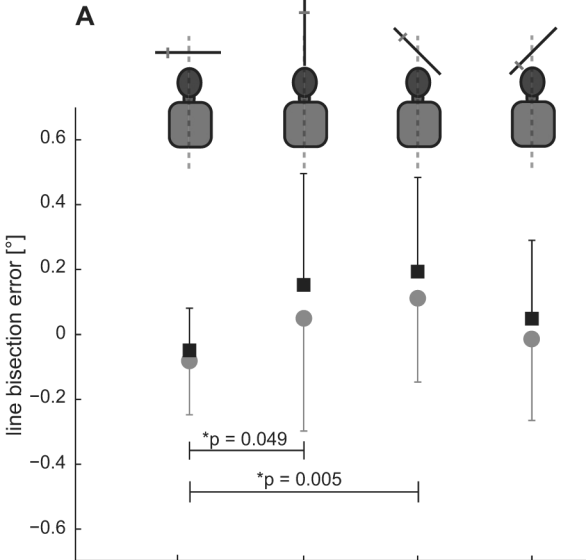 A
0.6
0.4
0.2
0
−0.2
−0.4
−0.6
line bisection error [°]
*p = 0.049
*p = 0.005